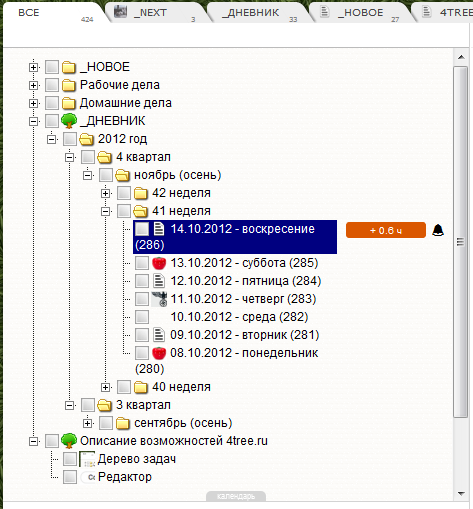 ВСЕ
424
_NEXT
3
_ДНЕВНИК
33
_НОВОЕ
27
4TREE
_НОВОЕ
Рабочие дела
Домашние дела
_ДНЕВНИК
2012 год
4 квартал
ноябрь (осень)
42 неделя
41 неделя
14.10.2012 - воскресение
(286)
+ 0.6 ч
13.10.2012 - суббота (285)
12.10.2012 - пятница (284)
11.10.2012 - четверг (283)
10.10.2012 - среда (282)
09.10.2012 - вторник (281)
08.10.2012 - понедельник
(280)
40 неделя
3 квартал
сентябрь (осень)
Описание возможностей 4tree.ru
Дерево задач
Редактор
календарь